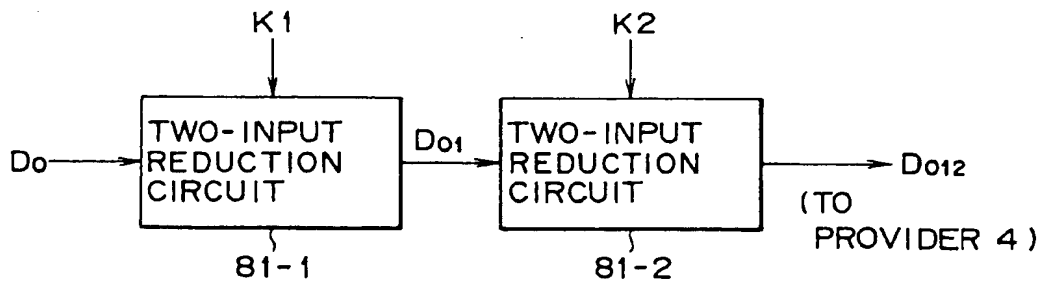 K1
K2
Do
TWO-INPUT
REDUCTION
CIRCUIT
Do1
TWO-INPUT
REDUCTION
CIRCUIT
Do12
(TO
PROVIDER 4)
81-1
81-2